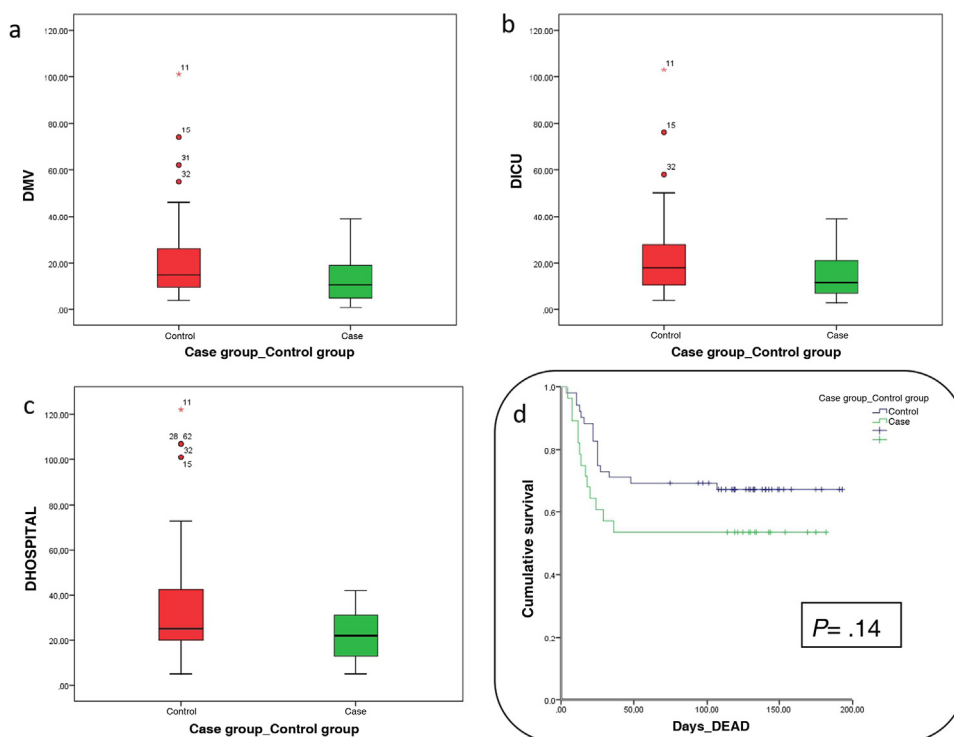 a
120.00
100.00
80.00
60.00
40.00
20.00
.00
DMV
11
15
31
32
Control
Case
Case group_Control group
b
120.00
100.00
80.00
60.00
40.00
20.00
.00
DICU
11
15
32
Control
Case
Case group_Control group
c
120.00
100.00
80.00
60.00
40.00
20.00
.00
DHOSPITAL
11
28 62
32
15
Control
Case
Case group_Control group
d
Case group_Control group
Control
Case
1.0
0.8
0.6
0.4
0.2
0.0
Cumulative survival
P= .14
.00
50.00
100.00
150.00
200.00
Days_DEAD